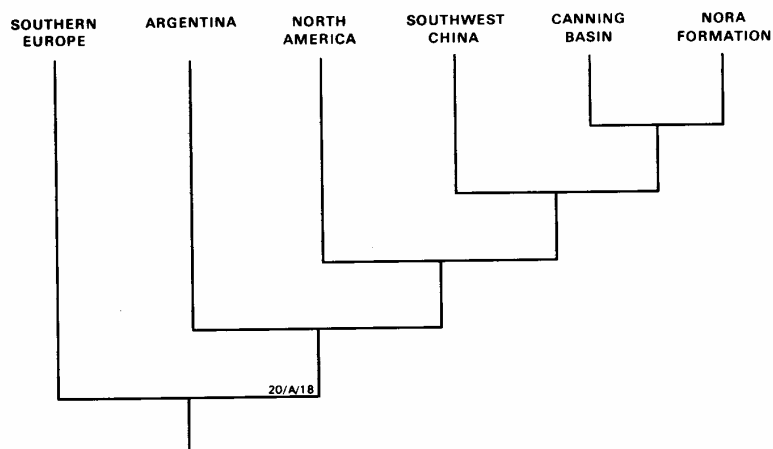 SOUTHERN
EUROPE
ARGENTINA
NORTH
AMERICA
SOUTHWEST
CHINA
CANNING
BASIN
NORA
FORMATION
20/A/18